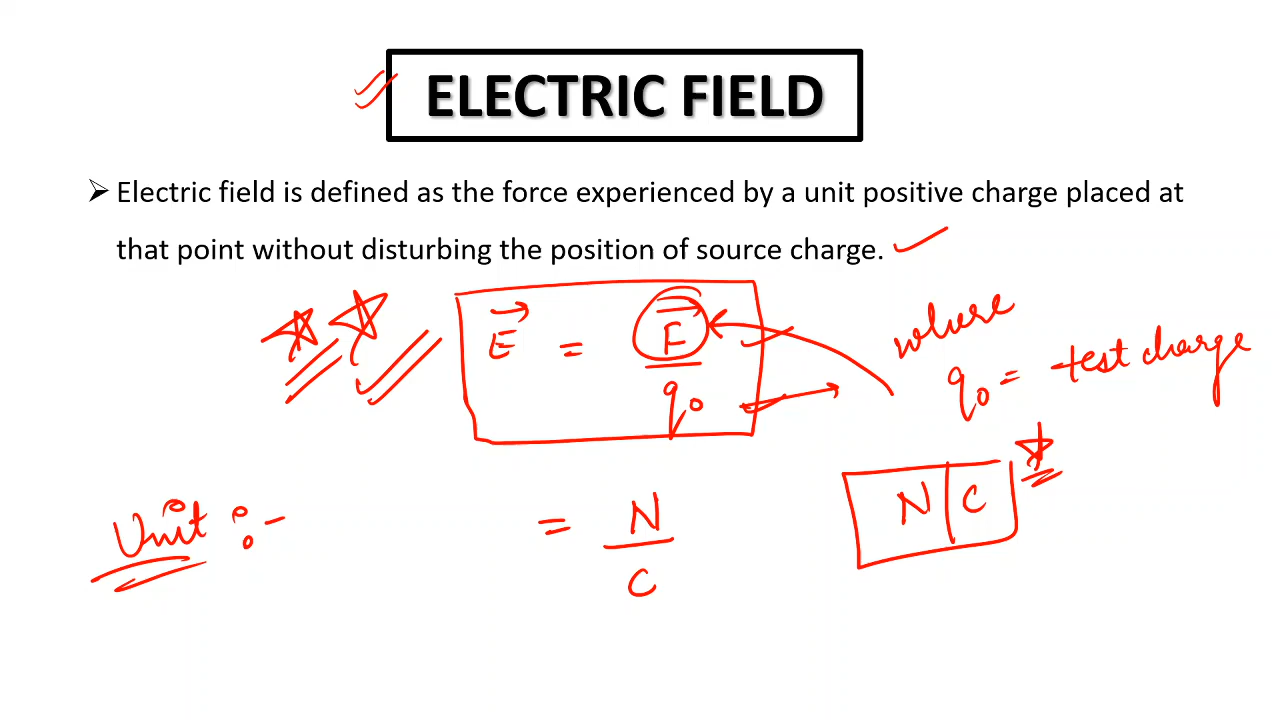 ELECTRIC FIELD
➢ Electric field is defined as the force experienced by a unit positive charge placed at
that point without disturbing the position of source charge.
E⃗ = F⃗ / q₀
where
q₀ = test charge
Unit :- = N / C
N | C